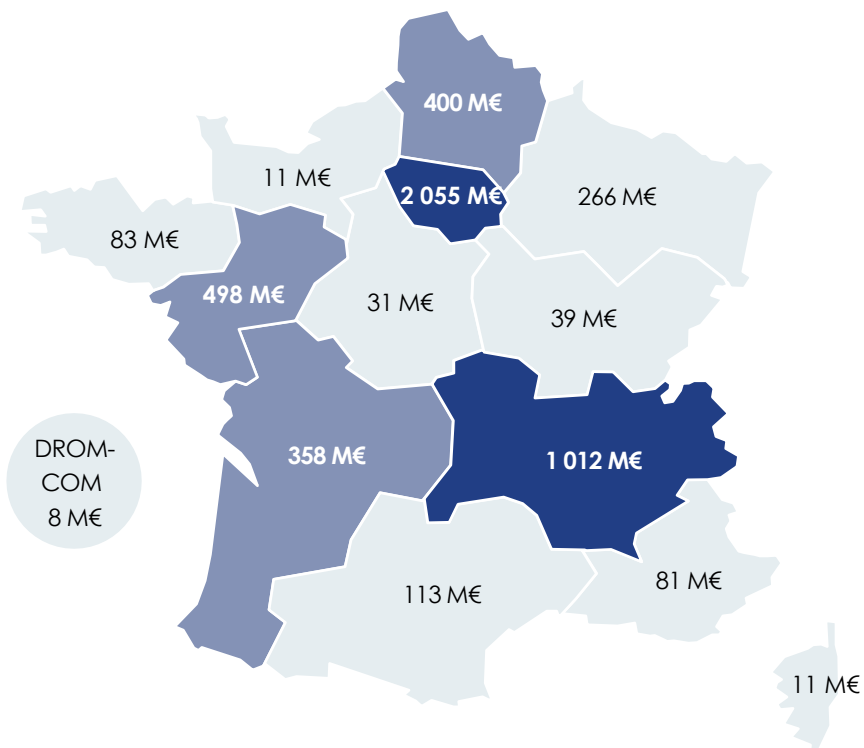 400 M€
11 M€
2 055 M€
266 M€
83 M€
498 M€
31 M€
39 M€
DROM-
COM
8 M€
358 M€
1 012 M€
113 M€
81 M€
11 M€